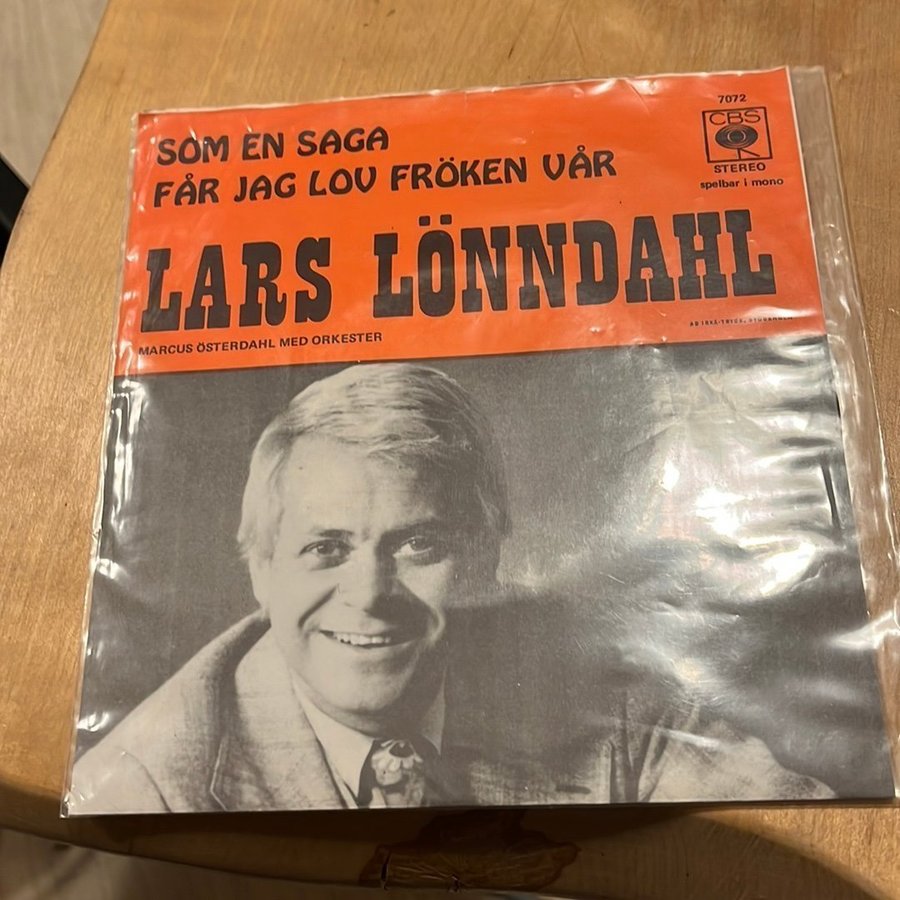 SOM EN SAGA
FÅR JAG LOV FRÖKEN VÅR
7072
CBS
STEREO
spelbar i mono
LARS LÖNNDAHL
MARCUS ÖSTERDAHL MED ORKESTER